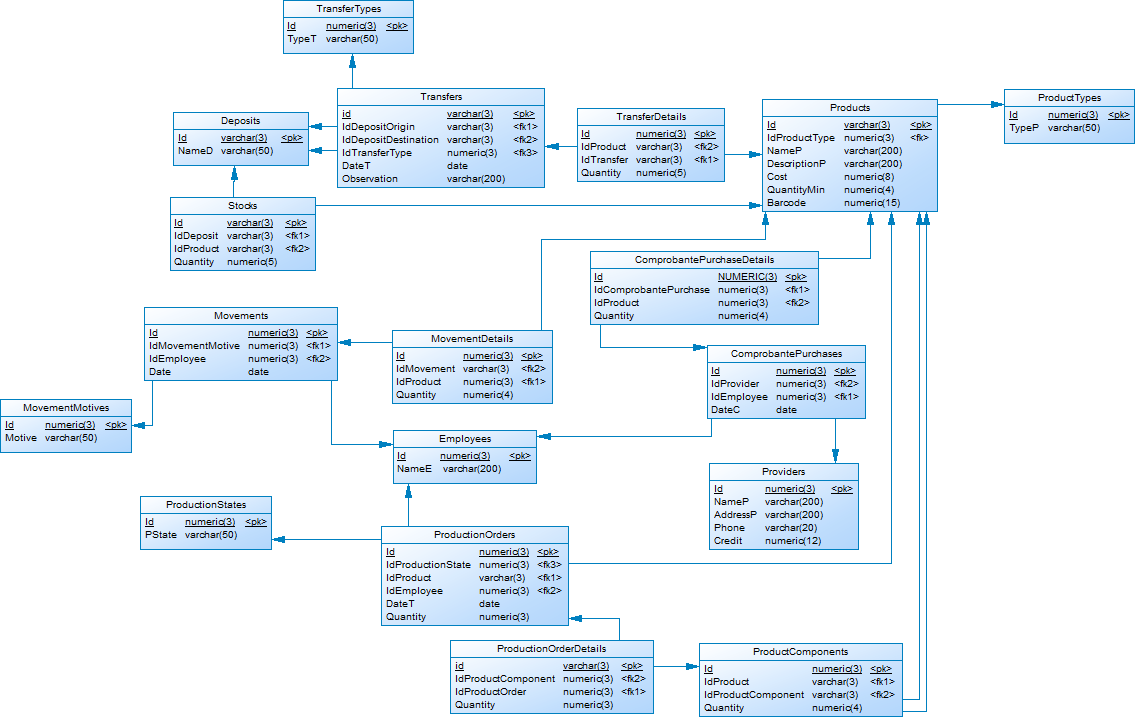 TransferTypes
Id numeric(3) <pk>
TypeT varchar(50)
Transfers
id varchar(3) <pk>
IdDepositOrigin varchar(3) <fk1>
IdDepositDestination varchar(3) <fk2>
IdTransferType numeric(3) <fk3>
DateT date
Observation varchar(200)
Deposits
Id varchar(3) <pk>
NameD varchar(50)
TransferDetails
Id numeric(3) <pk>
IdProduct varchar(3) <fk2>
IdTransfer varchar(3) <fk1>
Quantity numeric(5)
Products
Id varchar(3) <pk>
IdProductType numeric(3) <fk>
NameP varchar(200)
DescriptionP varchar(200)
Cost numeric(8)
QuantityMin numeric(4)
Barcode numeric(15)
ProductTypes
Id numeric(3) <pk>
TypeP varchar(50)
Stocks
Id varchar(3) <pk>
IdDeposit varchar(3) <fk1>
IdProduct varchar(3) <fk2>
Quantity numeric(5)
ComprobantePurchaseDetails
Id NUMERIC(3) <pk>
IdComprobantePurchase numeric(3) <fk1>
IdProduct numeric(3) <fk2>
Quantity numeric(4)
Movements
Id numeric(3) <pk>
IdMovementMotive numeric(3) <fk1>
IdEmployee numeric(3) <fk2>
Date date
MovementDetails
Id numeric(3) <pk>
IdMovement varchar(3) <fk2>
IdProduct numeric(3) <fk1>
Quantity numeric(4)
ComprobantePurchases
Id numeric(3) <pk>
IdProvider numeric(3) <fk2>
IdEmployee numeric(3) <fk1>
DateC date
MovementMotives
Id numeric(3) <pk>
Motive varchar(50)
Employees
Id numeric(3) <pk>
NameE varchar(200)
Providers
Id numeric(3) <pk>
NameP varchar(200)
AddressP varchar(200)
Phone varchar(20)
Credit numeric(12)
ProductionStates
Id numeric(3) <pk>
PState varchar(50)
ProductionOrders
Id numeric(3) <pk>
IdProductionState numeric(3) <fk3>
IdProduct varchar(3) <fk1>
IdEmployee numeric(3) <fk2>
DateT date
Quantity numeric(3)
ProductionOrderDetails
id varchar(3) <pk>
IdProductComponent numeric(3) <fk2>
IdProductOrder numeric(3) <fk1>
Quantity numeric(3)
ProductComponents
Id numeric(3) <pk>
IdProduct varchar(3) <fk1>
IdProductComponent varchar(3) <fk2>
Quantity numeric(4)